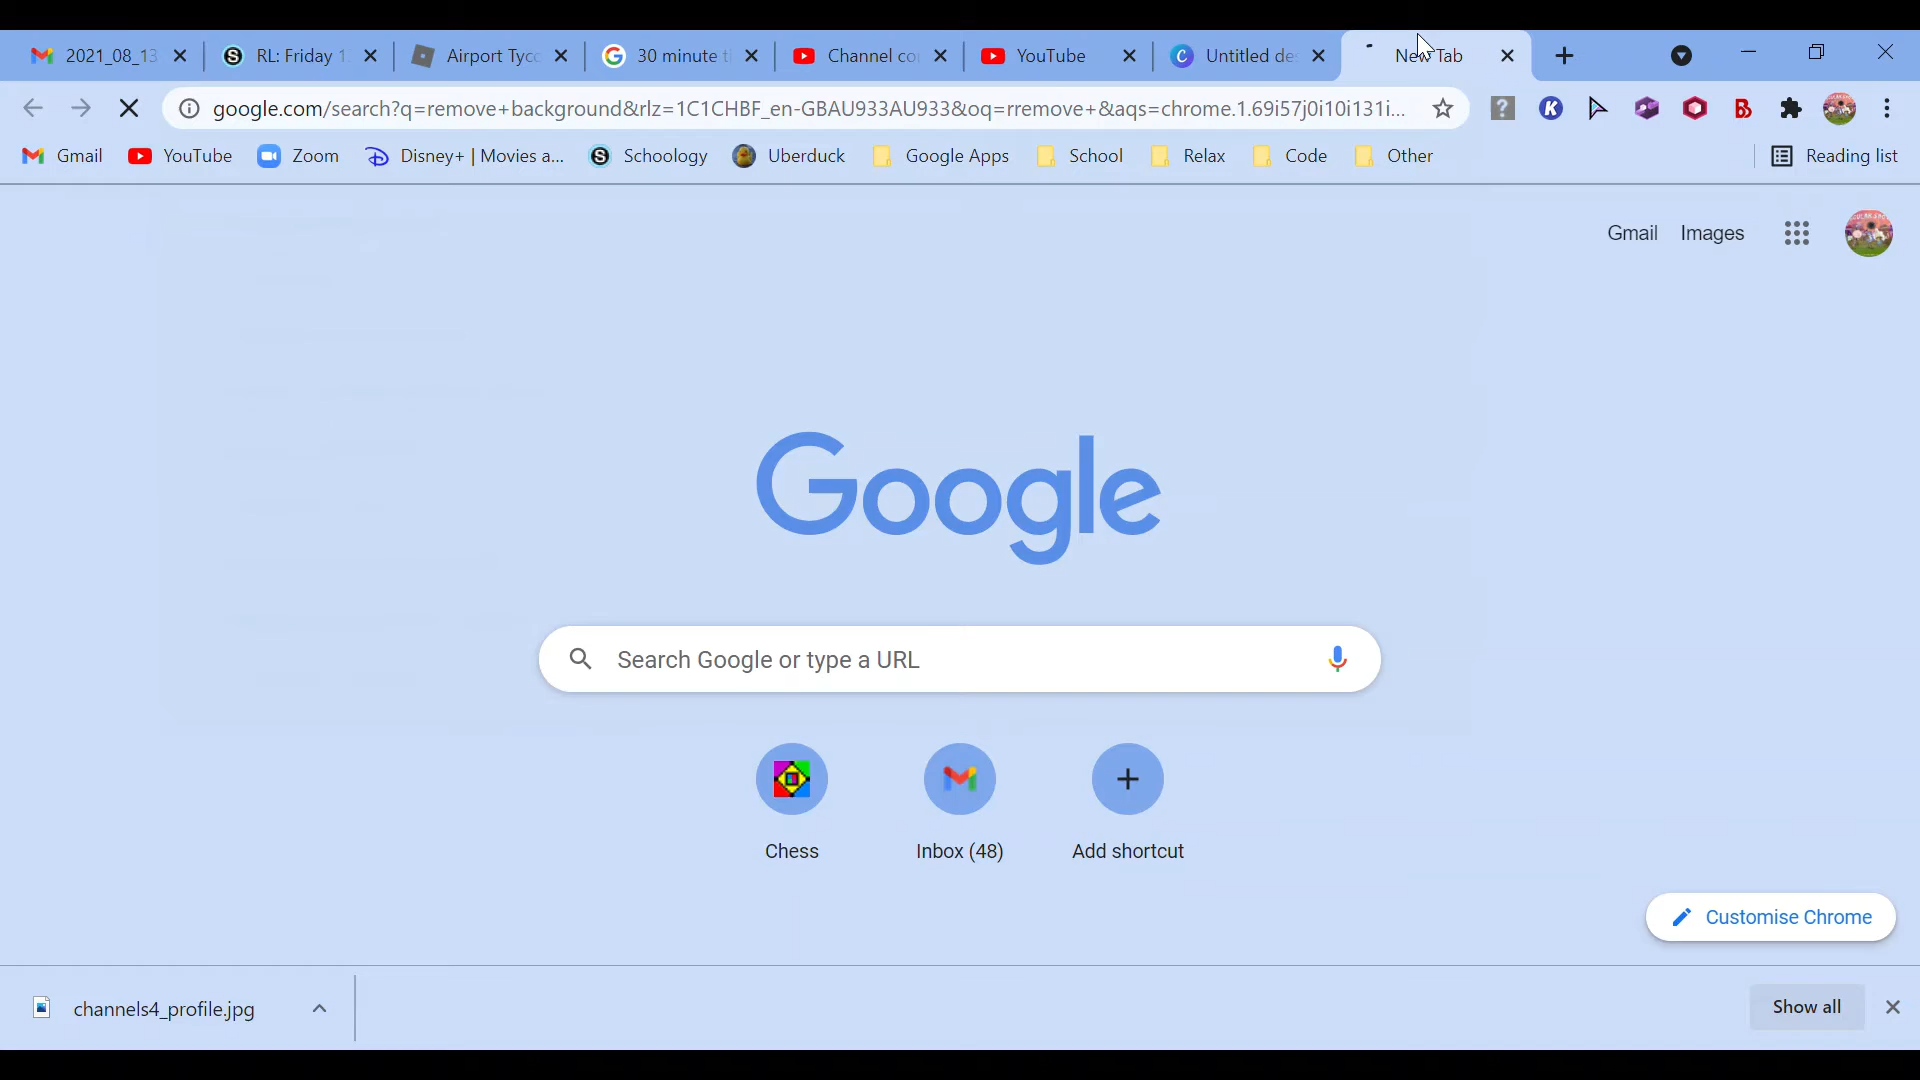 2021_08_13 RL: Friday 1 Airport Tyc 30 minute t Channel co YouTube Untitled de New Tab
google.com/search?q=remove+background&rlz=1C1CHBF_en-GBAU933AU933&oq=rremove+&aqs=chrome.1.69i57j0i10i131i...
Gmail YouTube Zoom Disney+ | Movies a... Schoology Uberduck Google Apps School Relax Code Other Reading list
Gmail Images
Google
Search Google or type a URL
Chess Inbox (48) Add shortcut
Customise Chrome
channels4_profile.jpg Show all